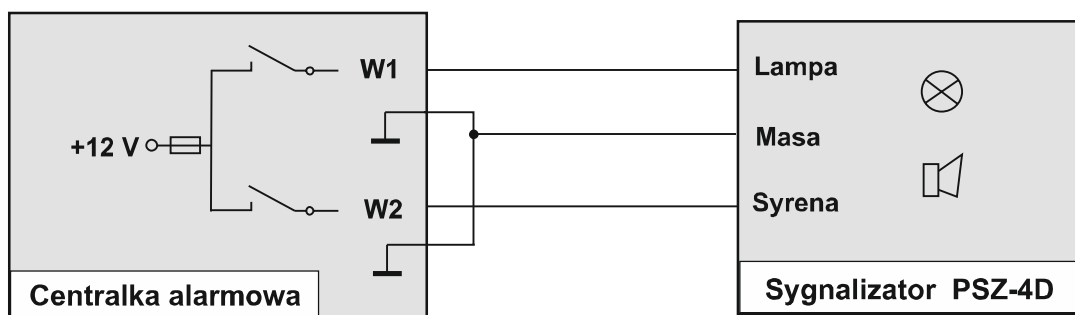 W1
+12 V
W2
Centralka alarmowa
Lampa
Masa
Syrena
Sygnalizator PSZ-4D